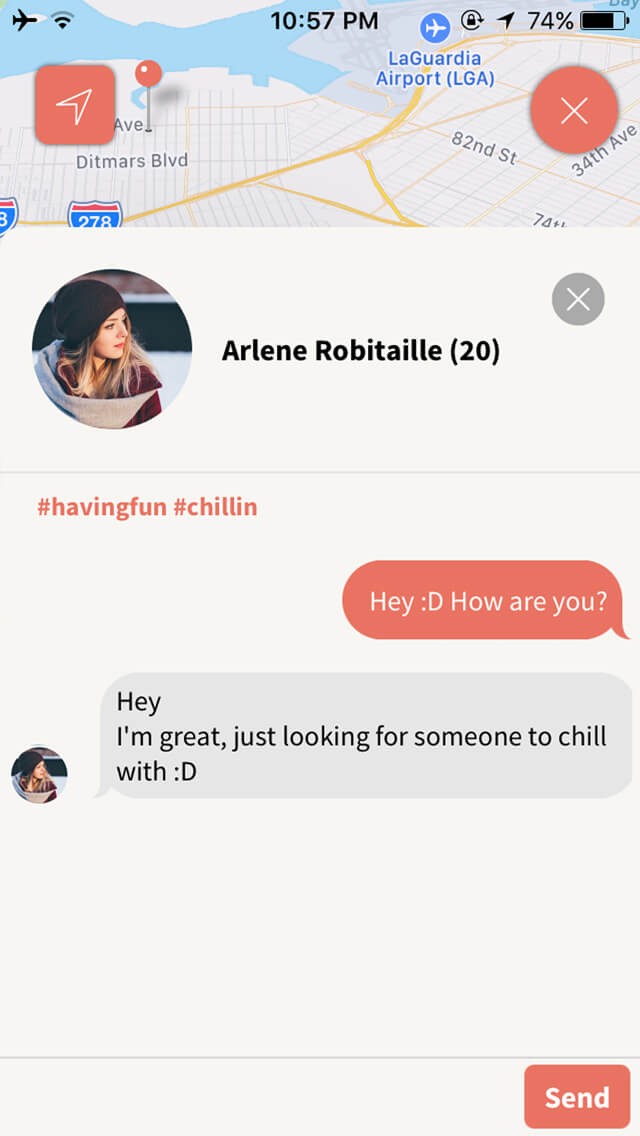 10:57 PM
74%
Bay
LaGuardia
Airport (LGA)
Ave
82nd St
34th Ave
Ditmars Blvd
8
278
74th
Arlene Robitaille (20)
#havingfun #chillin
Hey :D How are you?
Hey
I'm great, just looking for someone to chill
with :D
Send